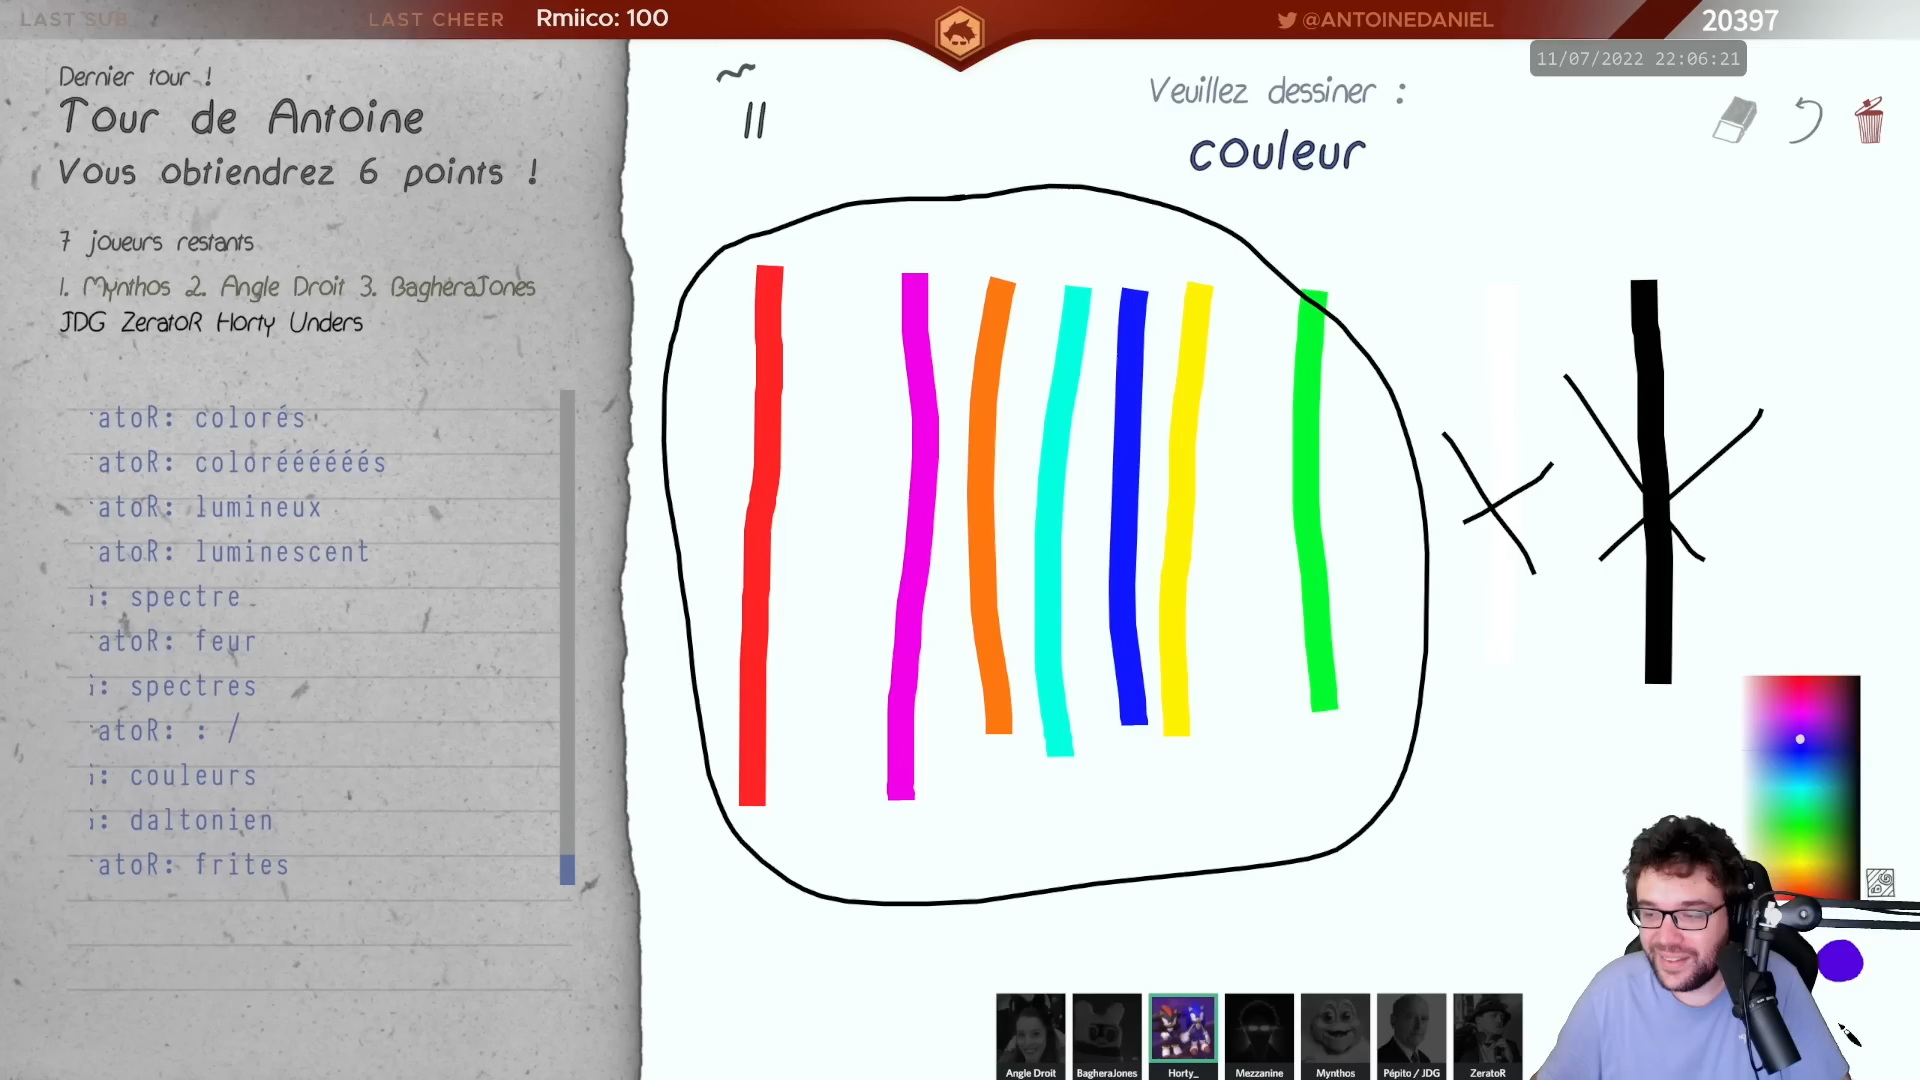 LAST SUB
LAST CHEER
Rmiico: 100
@ANTOINEDANIEL
20397
11/07/2022 22:06:21
Dernier tour !
Tour de Antoine
Vous obtiendrez 6 points !
7 joueurs restants
1. Mynthos 2. Angle Droit 3. BagheraJones
JDG ZeratoR Horty Unders
11
Veuillez dessiner :
couleur
atoR: colorés
atoR: coloréééééés
atoR: lumineux
atoR: luminescent
: spectre
atoR: feur
: spectres
atoR: : /
: couleurs
: daltonien
atoR: frites
Angle Droit
BagheraJones
Horty_
Mezzanine
Mynthos
Pépito / JDG
ZeratoR